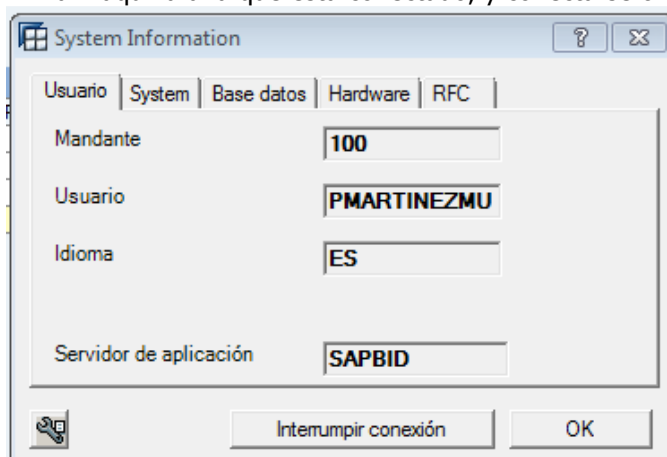 System Information
Usuario System Base datos Hardware RFC
Mandante 100
Usuario PMARTINEZMU
Idioma ES
Servidor de aplicación SAPBID
Interrumpir conexión OK